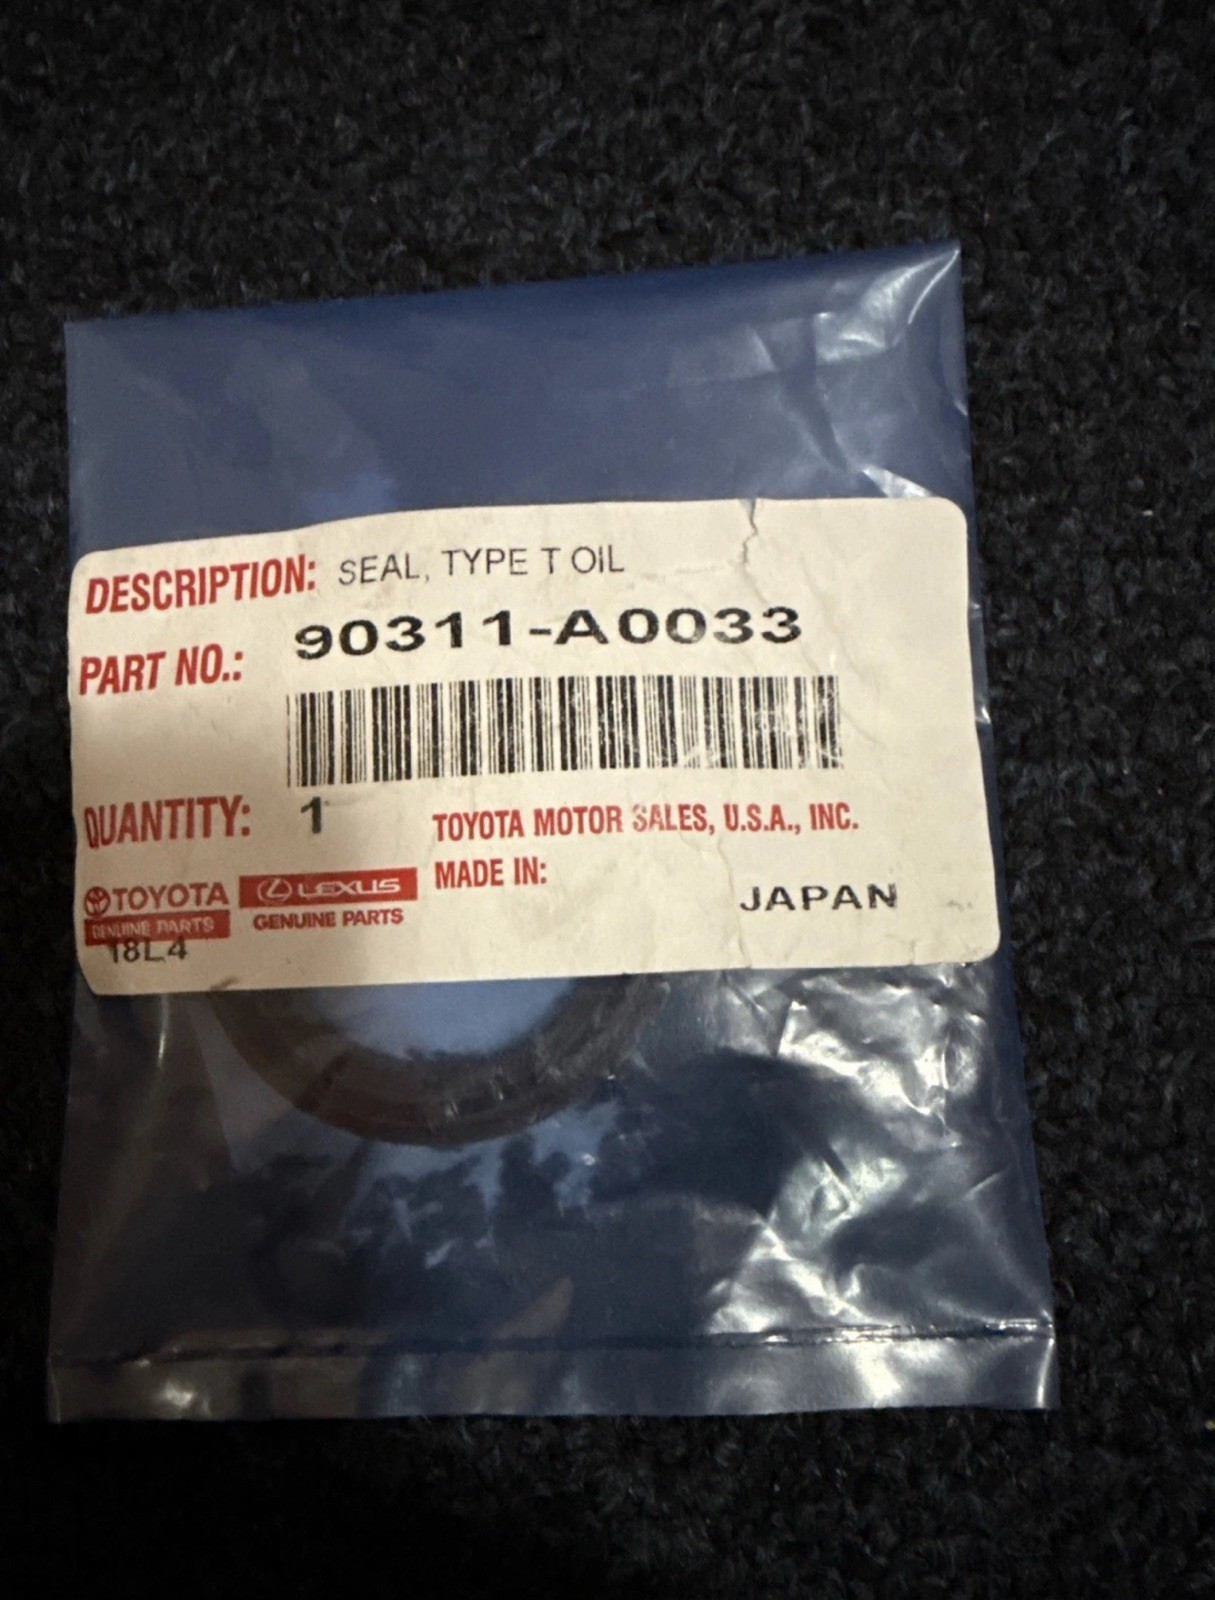 DESCRIPTION: SEAL, TYPE T OIL
PART NO.: 90311-A0033
QUANTITY: 1
TOYOTA MOTOR SALES, U.S.A., INC.
MADE IN: JAPAN
TOYOTA
GENUINE PARTS
LEXUS
GENUINE PARTS
18L4